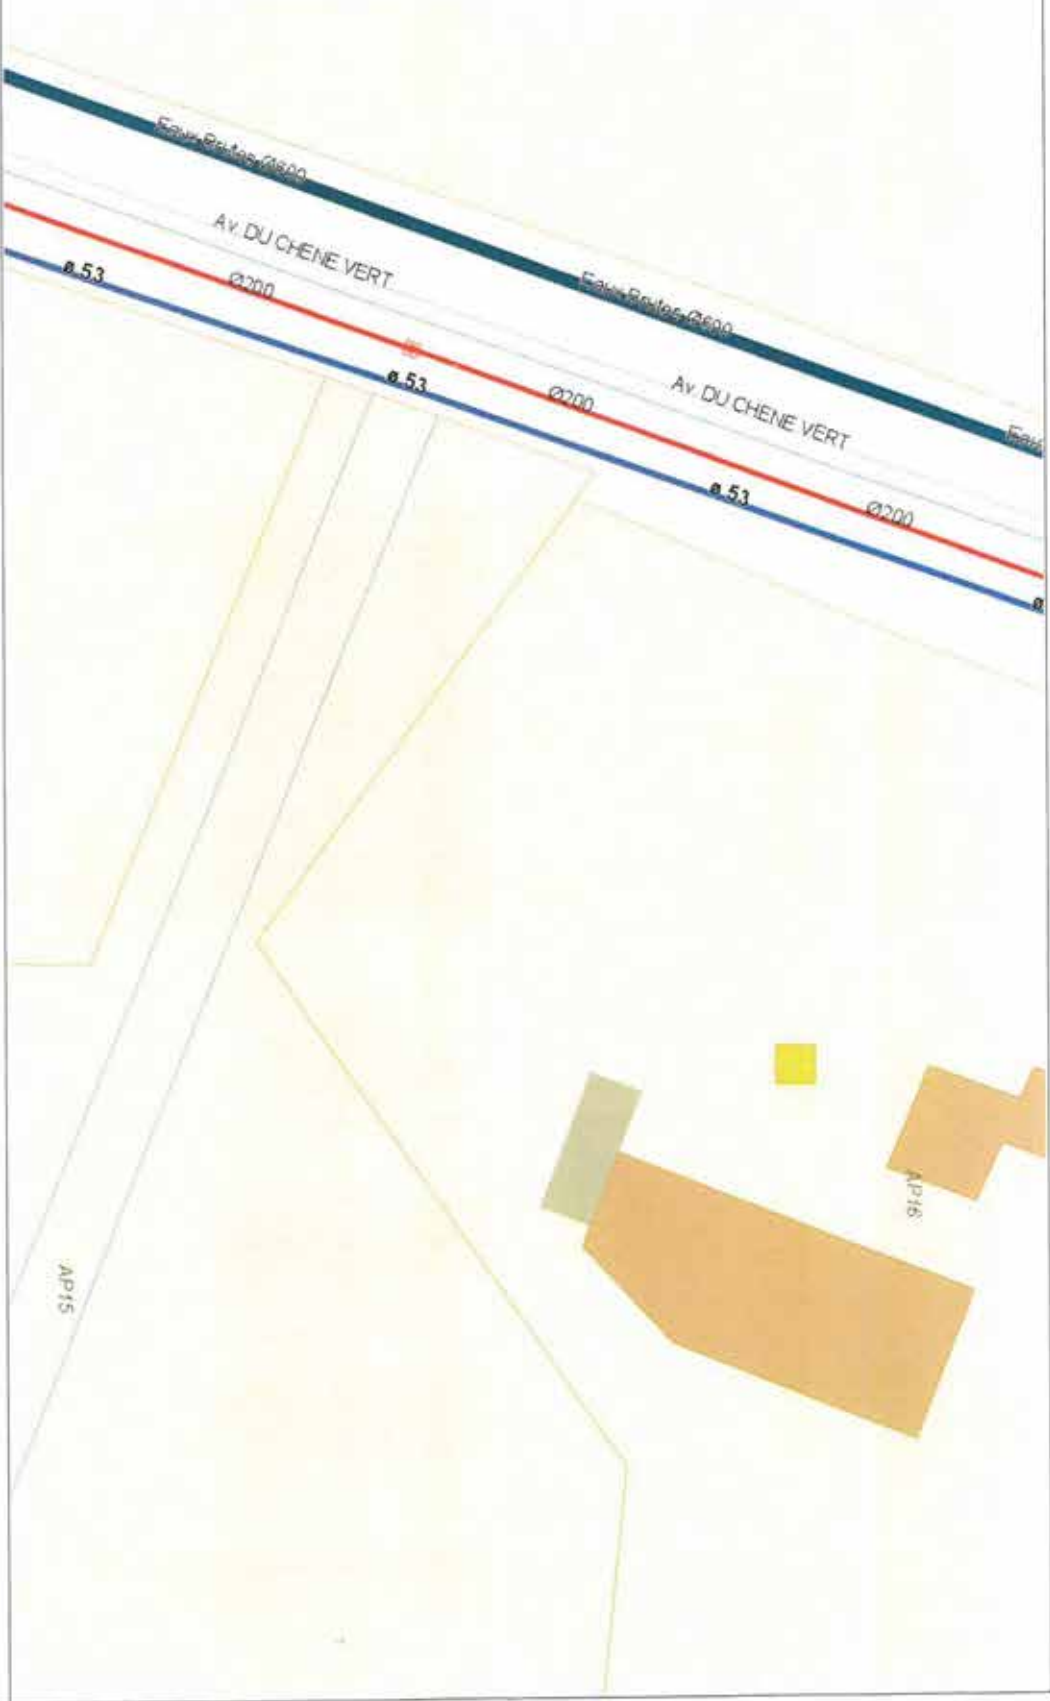 Eaux Brutes Ø600
Av. DU CHENE VERT
ø 53
Ø200
Eaux Brutes Ø600
ø 53
Ø200
Av. DU CHENE VERT
Eaux
ø 53
Ø200
ø
AP16
AP15